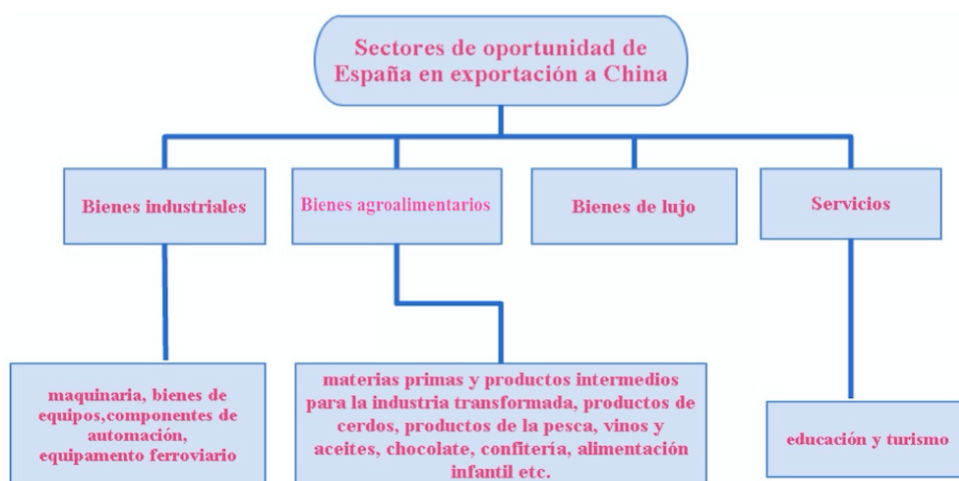 Sectores de oportunidad de
España en exportación a China
Bienes industriales
Bienes agroalimentarios
Bienes de lujo
Servicios
maquinaria, bienes de
equipos,componentes de
automación,
equipamento ferroviario
materias primas y productos intermedios
para la industria transformada, productos de
cerdos, productos de la pesca, vinos y
aceites, chocolate, confitería, alimentación
infantil etc.
educación y turismo